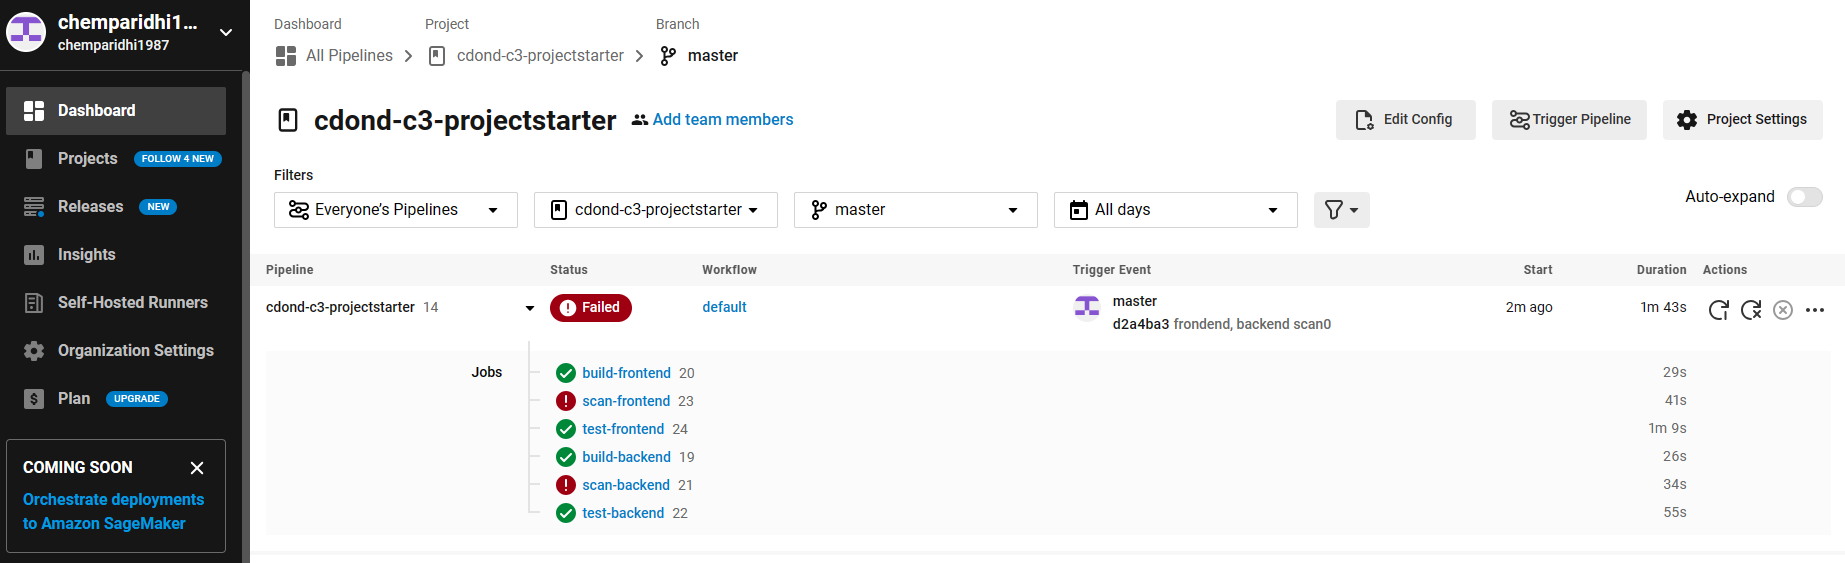 chemparidhi1...
chemparidhi1987
Dashboard
Projects FOLLOW 4 NEW
Releases NEW
Insights
Self-Hosted Runners
Organization Settings
Plan UPGRADE
COMING SOON
Orchestrate deployments
to Amazon SageMaker
Dashboard Project Branch
All Pipelines cdond-c3-projectstarter master
cdond-c3-projectstarter Add team members
Edit Config Trigger Pipeline Project Settings
Filters
Everyone’s Pipelines cdond-c3-projectstarter master All days
Auto-expand
Pipeline Status Workflow Trigger Event Start Duration Actions
cdond-c3-projectstarter 14 Failed default master 2m ago 1m 43s
d2a4ba3 frondend, backend scan0
Jobs build-frontend 20 29s
scan-frontend 23 41s
test-frontend 24 1m 9s
build-backend 19 26s
scan-backend 21 34s
test-backend 22 55s